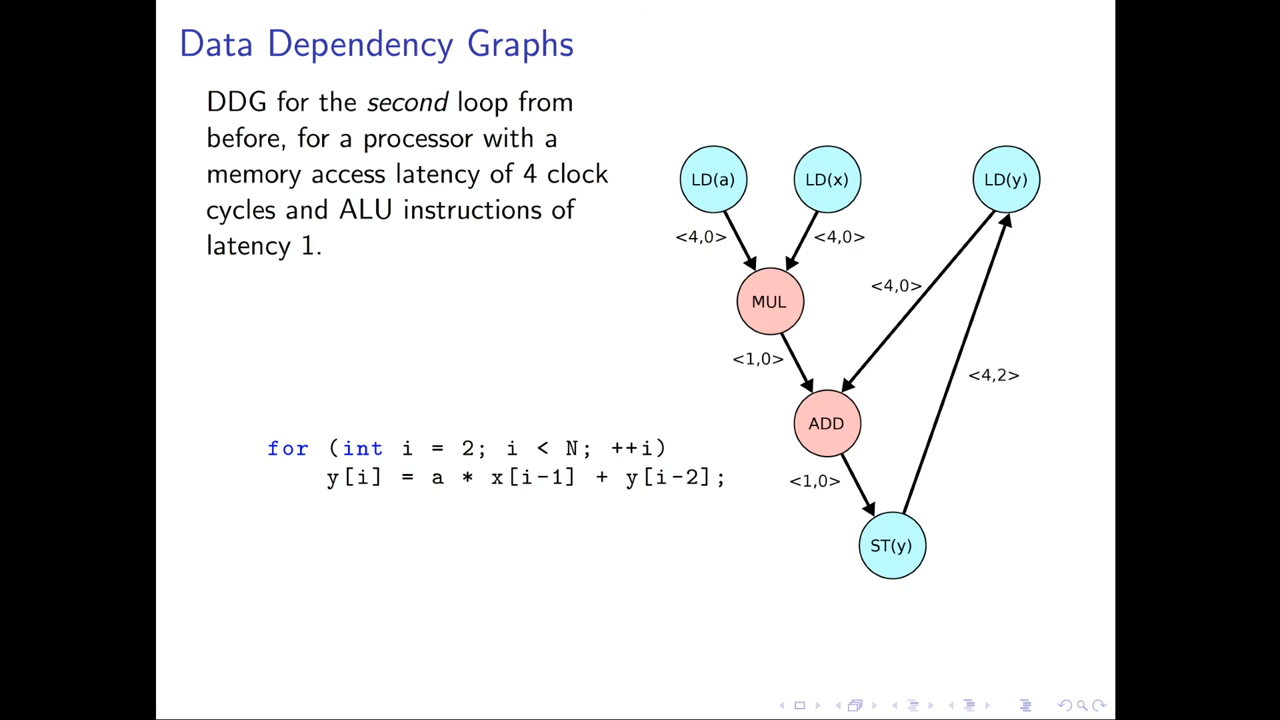 Data Dependency Graphs
DDG for the second loop from
before, for a processor with a
memory access latency of 4 clock
cycles and ALU instructions of
latency 1.
for (int i = 2; i < N; ++i)
y[i] = a * x[i-1] + y[i-2];
LD(a)
LD(x)
LD(y)
<4,0>
<4,0>
<4,0>
MUL
<1,0>
<4,2>
ADD
<1,0>
ST(y)